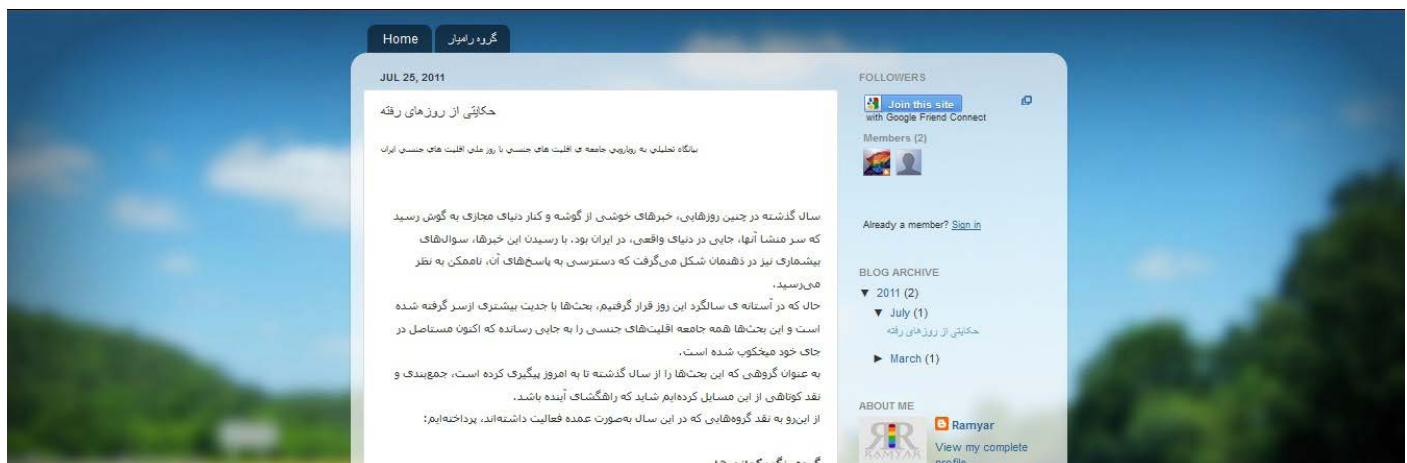 Home
گروه رامیار
JUL 25, 2011
حکایتی از روزهای رفته
بیانگاه تحلیلی به رویارویی جامعه ی اقلیت های جنسی با روز ملی اقلیت های جنسی ایران
سال گذشته در چنین روزهایی، خبرهای خوشی از گوشه و کنار دنیای مجازی به گوش رسید
که سر منشا آنها، جایی در دنیای واقعی، در ایران بود. با رسیدن این خبرها، سوال‌های
بیشماری نیز در ذهنمان شکل می‌گرفت که دسترسی به پاسخ‌های آن، ناممکن به نظر
می‌رسید.
حال که در آستانه ی سالگرد این روز قرار گرفتیم، بحث‌ها با جدیت بیشتری ازسر گرفته شده
است و این بحث‌ها همه جامعه اقلیت‌های جنسی را به جایی رسانده که اکنون مستاصل در
جای خود میخکوب شده است.
به عنوان گروهی که این بحث‌ها را از سال گذشته تا به امروز پیگیری کرده است، جمع‌بندی و
نقد کوتاهی از این مسایل کرده‌ایم شاید که راهگشای آینده باشد.
از این‌رو به نقد گروه‌هایی که در این سال به‌صورت عمده فعالیت داشته‌اند، پرداخته‌ایم:
FOLLOWERS
Join this site
with Google Friend Connect
Members (2)
Already a member? Sign in
BLOG ARCHIVE
▼ 2011 (2)
▼ July (1)
حکایتی از روزهای رفته
► March (1)
ABOUT ME
RAMYAR
Ramyar
View my complete
profile